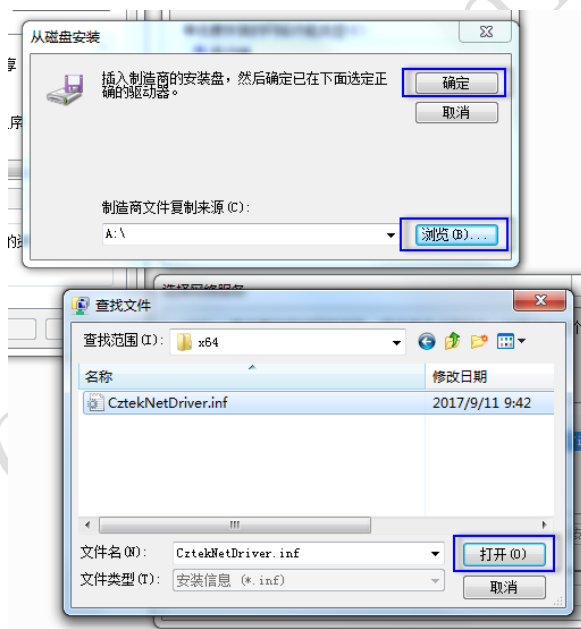 从磁盘安装
插入制造商的安装盘，然后确定已在下面选定正
确的驱动器。
确定
取消
制造商文件复制来源(C):
A:\
浏览(B)...
查找文件
查找范围(I):
x64
名称
修改日期
CztekNetDriver.inf
2017/9/11 9:42
文件名(N):
CztekNetDriver.inf
打开(O)
文件类型(T):
安装信息 (*.inf)
取消